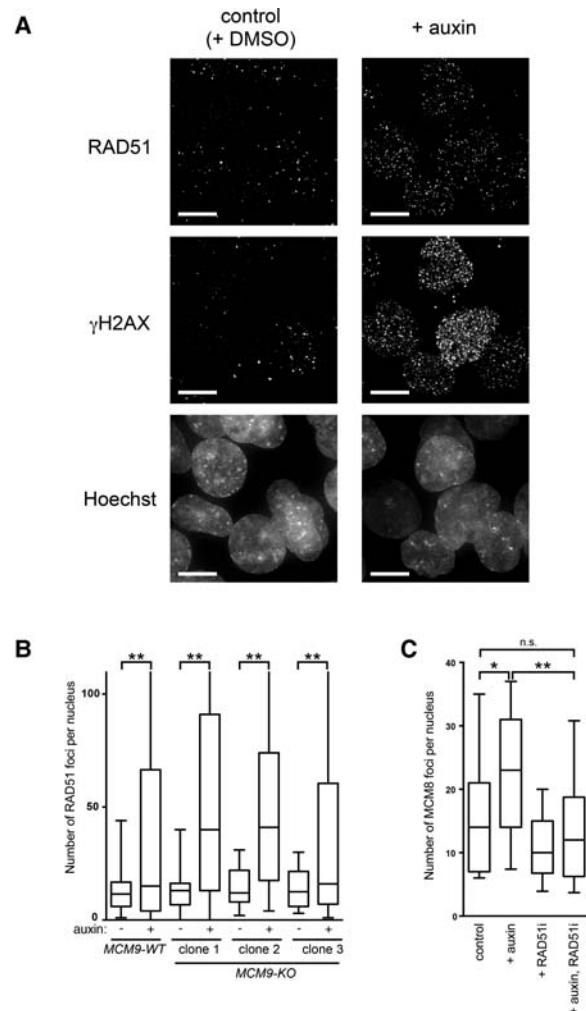 A
control
(+ DMSO)
+ auxin
RAD51
γH2AX
Hoechst
B
** ** ** **
Number of RAD51 foci per nucleus
100
50
0
auxin: - + - + - + - +
MCM9-WT clone 1 clone 2 clone 3
MCM9-KO
C
n.s.
* **
Number of MCM8 foci per nucleus
40
30
20
10
0
control
+ auxin
+ RAD51i
+ auxin, RAD51i